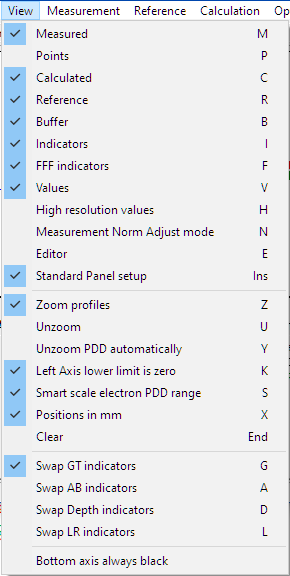 View Measurement Reference Calculation Op
Measured M
Points P
Calculated C
Reference R
Buffer B
Indicators I
FFF indicators F
Values V
High resolution values H
Measurement Norm Adjust mode N
Editor E
Standard Panel setup Ins
Zoom profiles Z
Unzoom U
Unzoom PDD automatically Y
Left Axis lower limit is zero K
Smart scale electron PDD range S
Positions in mm X
Clear End
Swap GT indicators G
Swap AB indicators A
Swap Depth indicators D
Swap LR indicators L
Bottom axis always black